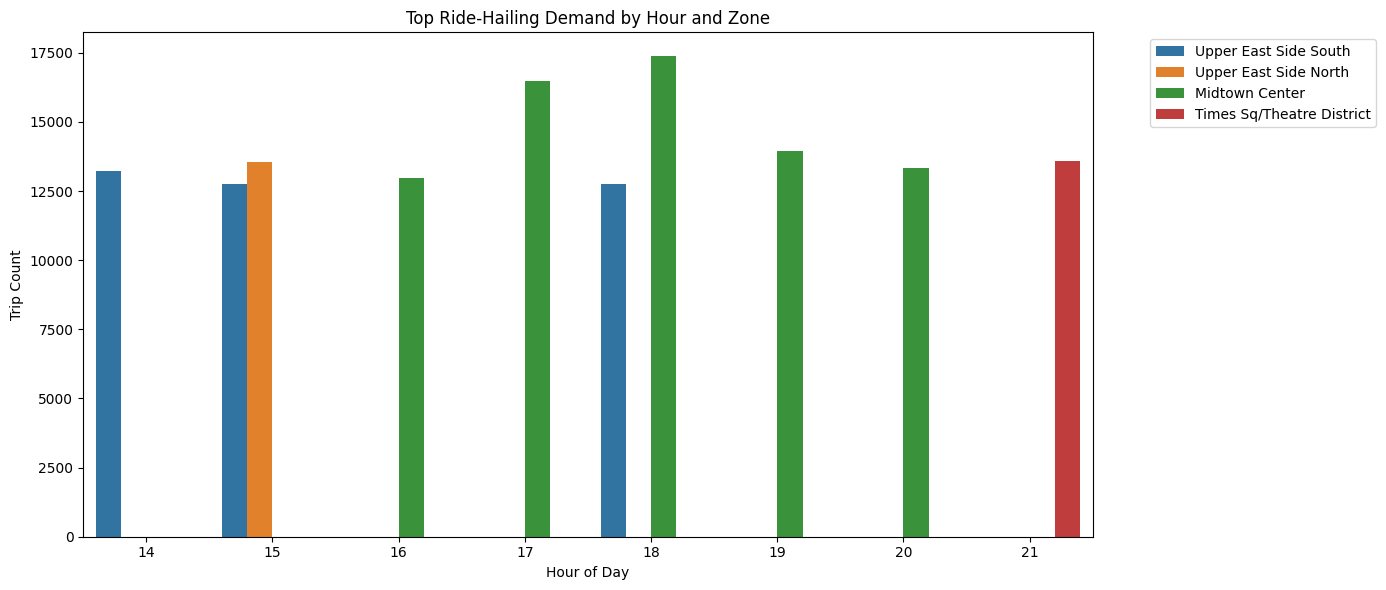 Top Ride-Hailing Demand by Hour and Zone
Upper East Side South
Upper East Side North
Midtown Center
Times Sq/Theatre District
Trip Count
17500
15000
12500
10000
7500
5000
2500
0
14 15 16 17 18 19 20 21
Hour of Day